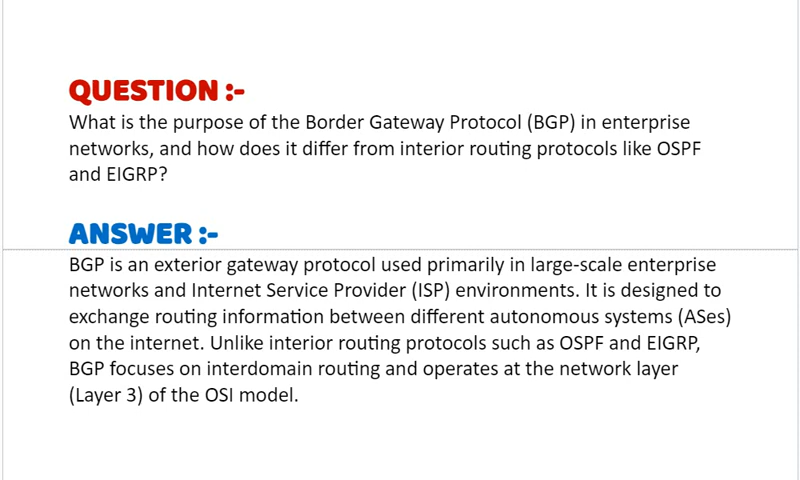 QUESTION :-
What is the purpose of the Border Gateway Protocol (BGP) in enterprise
networks, and how does it differ from interior routing protocols like OSPF
and EIGRP?
ANSWER :-
BGP is an exterior gateway protocol used primarily in large-scale enterprise
networks and Internet Service Provider (ISP) environments. It is designed to
exchange routing information between different autonomous systems (ASes)
on the internet. Unlike interior routing protocols such as OSPF and EIGRP,
BGP focuses on interdomain routing and operates at the network layer
(Layer 3) of the OSI model.